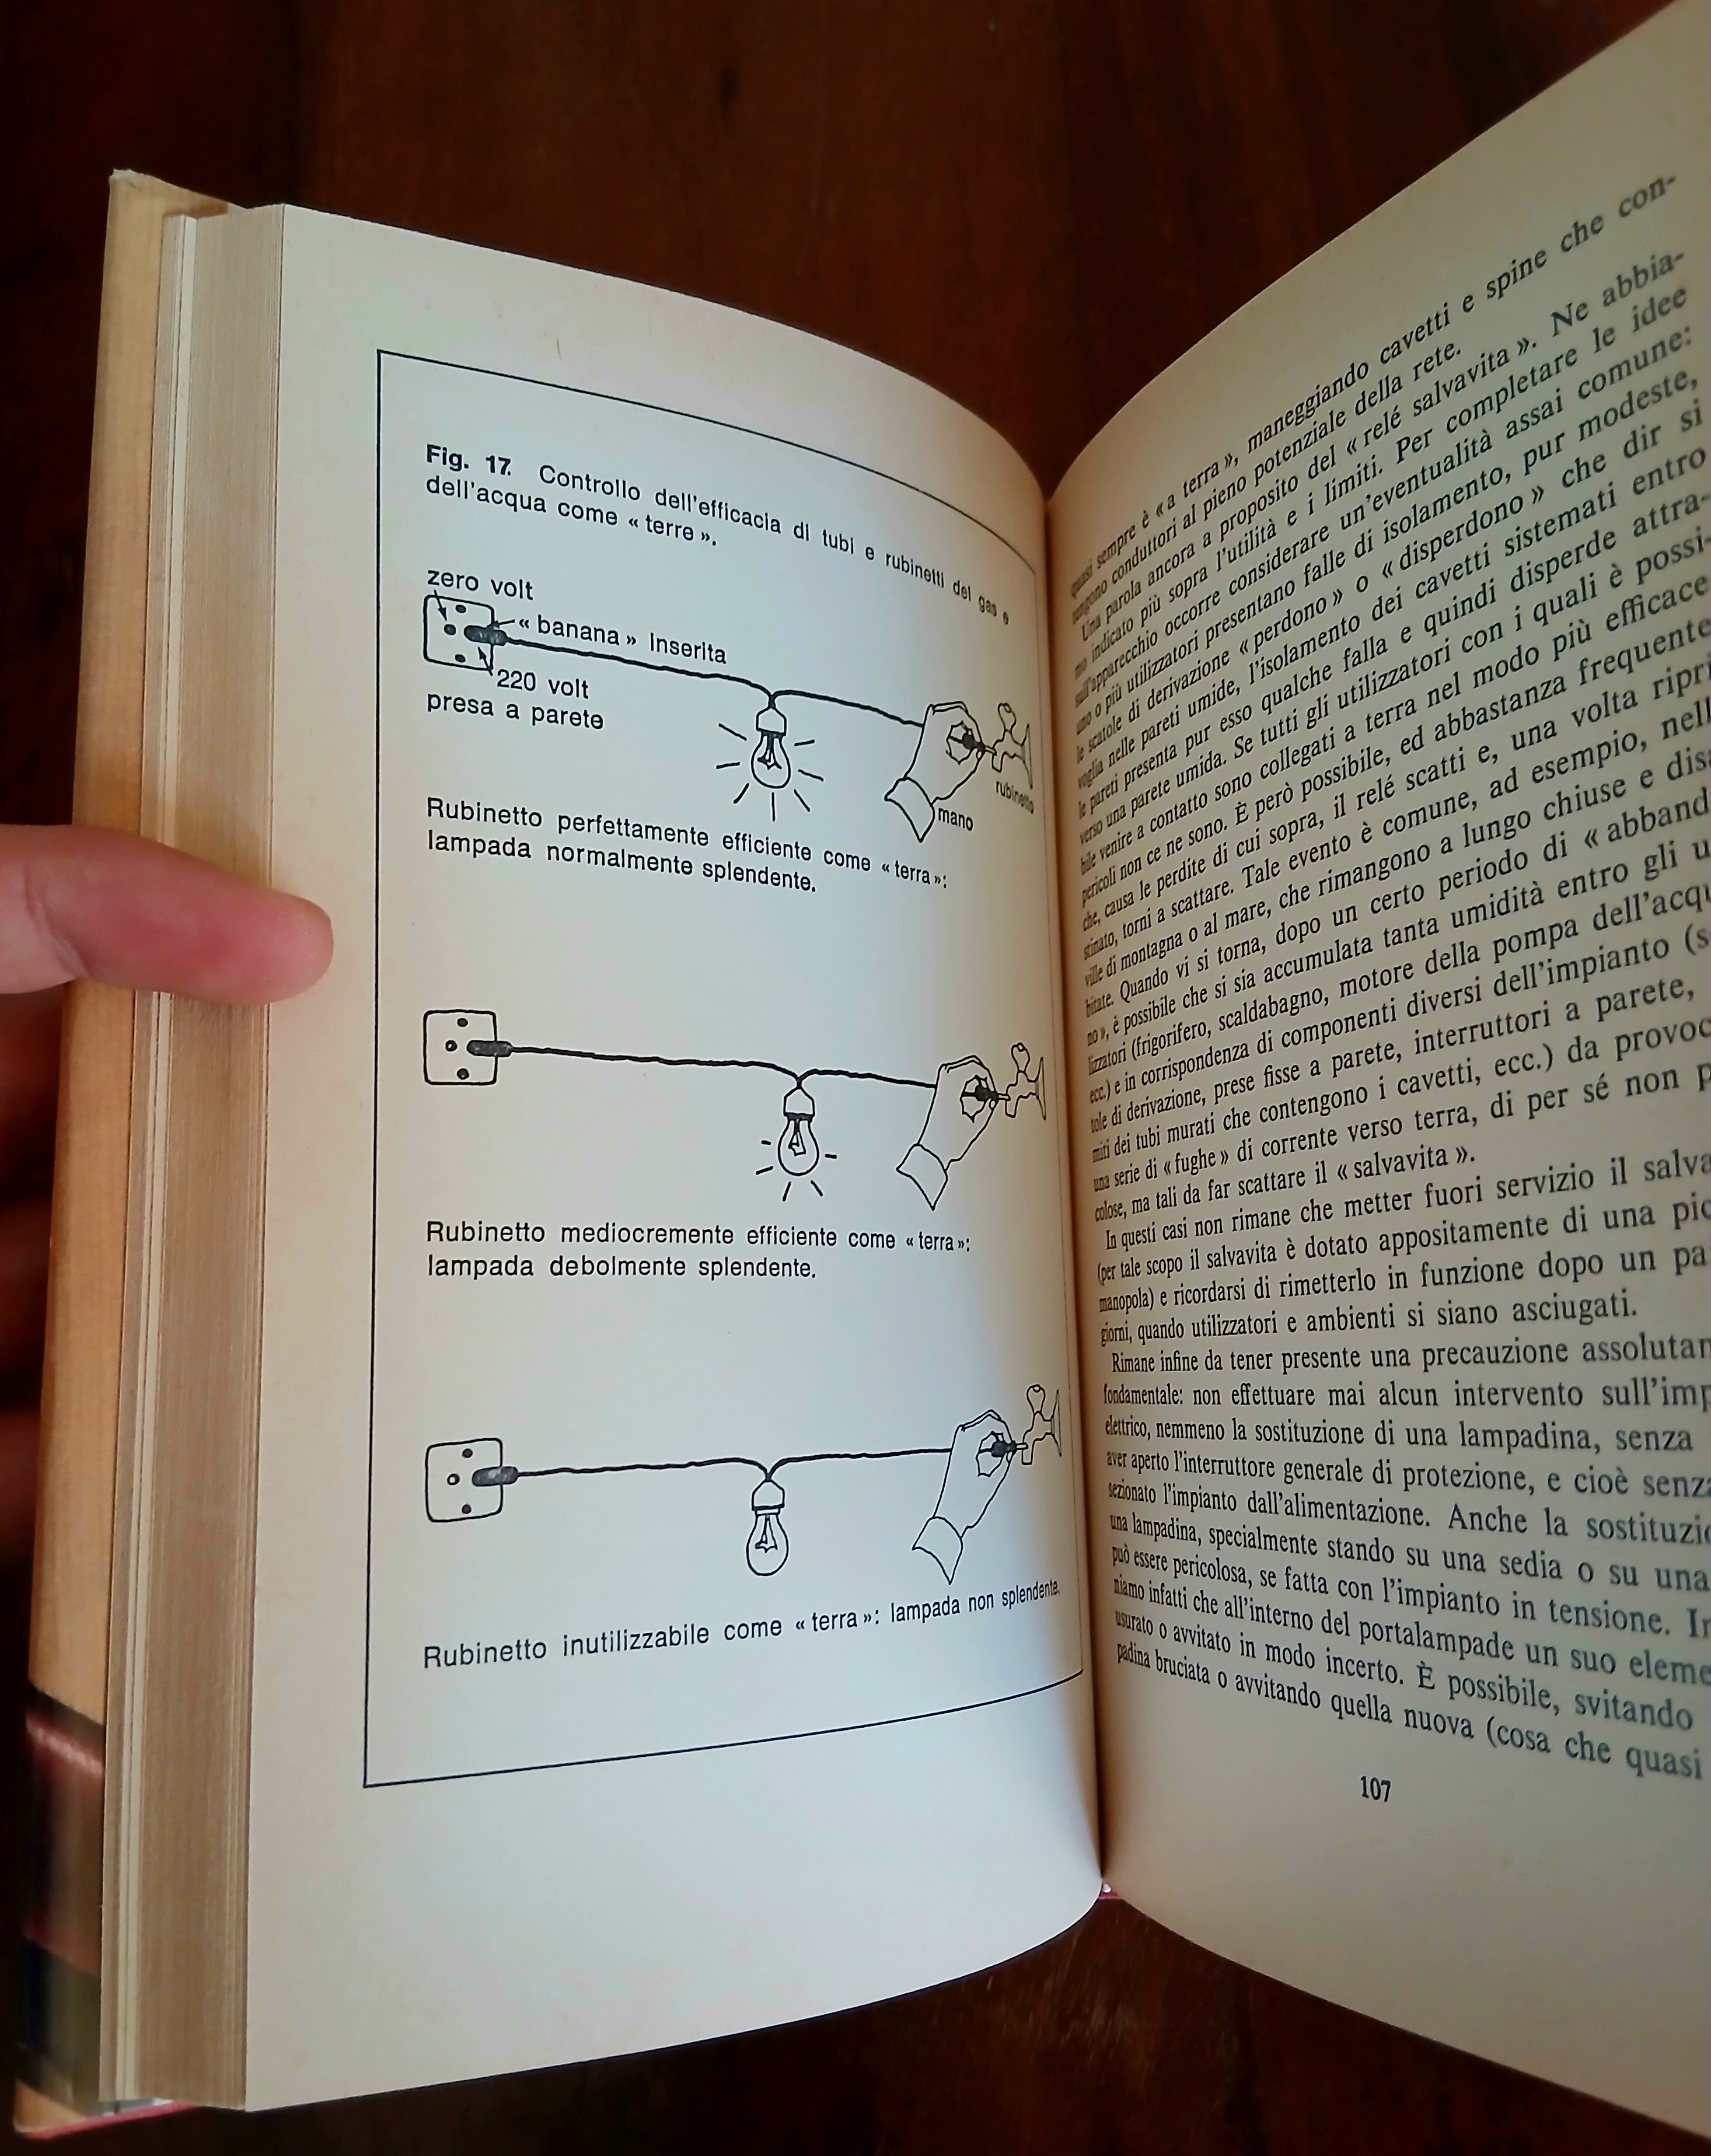 Fig. 17. Controllo dell'efficacia di tubi e rubinetti del gas e
dell'acqua come « terre ».
zero volt
« banana » inserita
220 volt
presa a parete
mano
rubinetto
Rubinetto perfettamente efficiente come « terra »:
lampada normalmente splendente.
Rubinetto mediocremente efficiente come « terra »:
lampada debolmente splendente.
Rubinetto inutilizzabile come « terra »: lampada non splendente.
quasi sempre è « a terra », maneggiando cavetti e spine che con-
tengono conduttori al pieno potenziale della rete.
Una parola ancora a proposito del « relé salvavita ». Ne abbia-
mo indicato più sopra l'utilità e i limiti. Per completare le idee
sull'apparecchio occorre considerare un'eventualità assai comune:
uno o più utilizzatori presentano falle di isolamento, pur modeste,
le scatole di derivazione « perdono » o « disperdono » che dir si
voglia nelle pareti umide, l'isolamento dei cavetti sistemati entro
le pareti presenta pur esso qualche falla e quindi disperde attra-
verso una parete umida. Se tutti gli utilizzatori con i quali è possi-
bile venire a contatto sono collegati a terra nel modo più efficace
pericoli non ce ne sono. È però possibile, ed abbastanza frequente
che, causa le perdite di cui sopra, il relé scatti e, una volta ripri
stinato, torni a scattare. Tale evento è comune, ad esempio, nell
ville di montagna o al mare, che rimangono a lungo chiuse e disa
bitate. Quando vi si torna, dopo un certo periodo di « abband
no », è possibile che si sia accumulata tanta umidità entro gli u
lizzatori (frigorifero, scaldabagno, motore della pompa dell'acqu
ecc.) e in corrispondenza di componenti diversi dell'impianto (s
tole di derivazione, prese fisse a parete, interruttori a parete,
miti dei tubi murati che contengono i cavetti, ecc.) da provoc
una serie di « fughe » di corrente verso terra, di per sé non p
colose, ma tali da far scattare il « salvavita ».
In questi casi non rimane che metter fuori servizio il salva
(per tale scopo il salvavita è dotato appositamente di una pic
manopola) e ricordarsi di rimetterlo in funzione dopo un pa
giorni, quando utilizzatori e ambienti si siano asciugati.
Rimane infine da tener presente una precauzione assolutam
fondamentale: non effettuare mai alcun intervento sull'imp
elettrico, nemmeno la sostituzione di una lampadina, senza
aver aperto l'interruttore generale di protezione, e cioè senza
sezionato l'impianto dall'alimentazione. Anche la sostituzio
una lampadina, specialmente stando su una sedia o su una
può essere pericolosa, se fatta con l'impianto in tensione. In
niamo infatti che all'interno del portalampade un suo eleme
usurato o avvitato in modo incerto. È possibile, svitando
padina bruciata o avvitando quella nuova (cosa che quasi
107